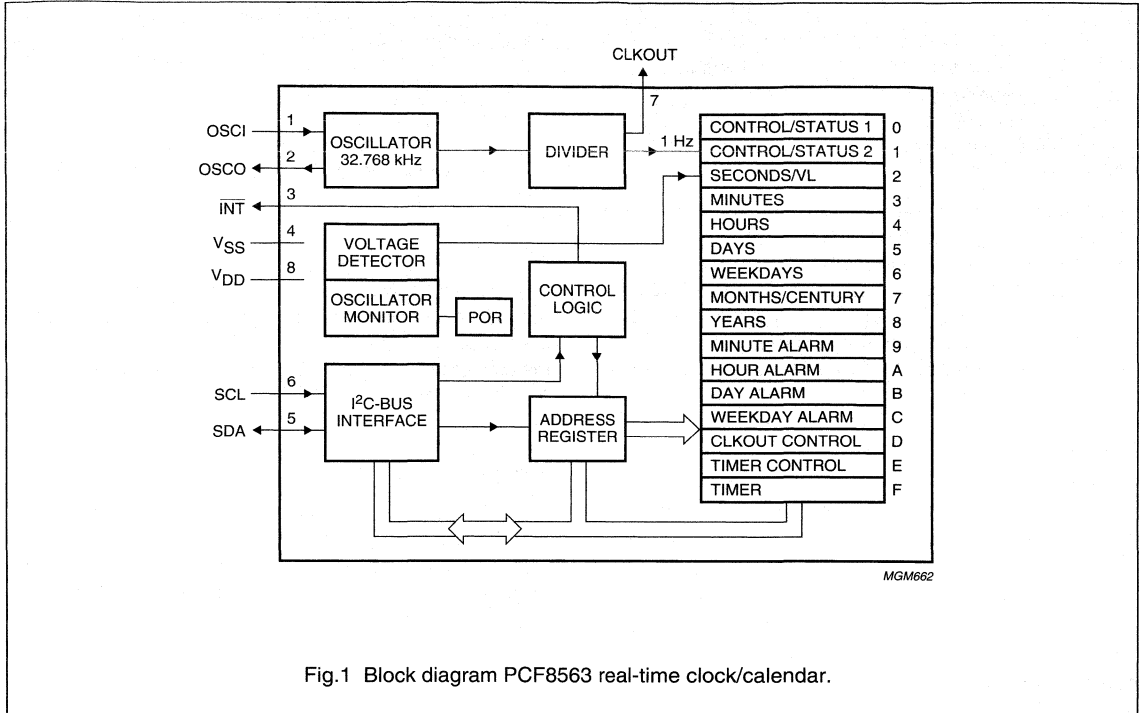 CLKOUT
7
OSCI
1
OSCO
2
INT
3
VSS
4
VDD
8
OSCILLATOR
32.768 kHz
DIVIDER
1 Hz
VOLTAGE
DETECTOR
OSCILLATOR
MONITOR
POR
CONTROL
LOGIC
SCL
6
SDA
5
I²C-BUS
INTERFACE
ADDRESS
REGISTER
CONTROL/STATUS 1 0
CONTROL/STATUS 2 1
SECONDS/VL 2
MINUTES 3
HOURS 4
DAYS 5
WEEKDAYS 6
MONTHS/CENTURY 7
YEARS 8
MINUTE ALARM 9
HOUR ALARM A
DAY ALARM B
WEEKDAY ALARM C
CLKOUT CONTROL D
TIMER CONTROL E
TIMER F
MGM662
Fig.1 Block diagram PCF8563 real-time clock/calendar.